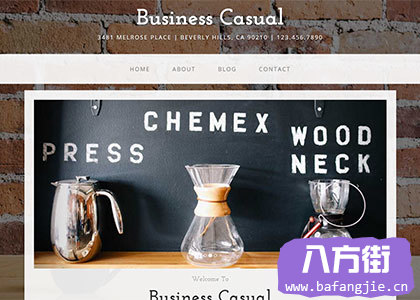 Business Casual
3481 MELROSE PLACE | BEVERLY HILLS, CA 90210 | 123.456.7890
HOME ABOUT BLOG CONTACT
CHEMEX
PRESS
WOOD
NECK
Welcome To
Business Casual
八方街
www.bafangjie.cn